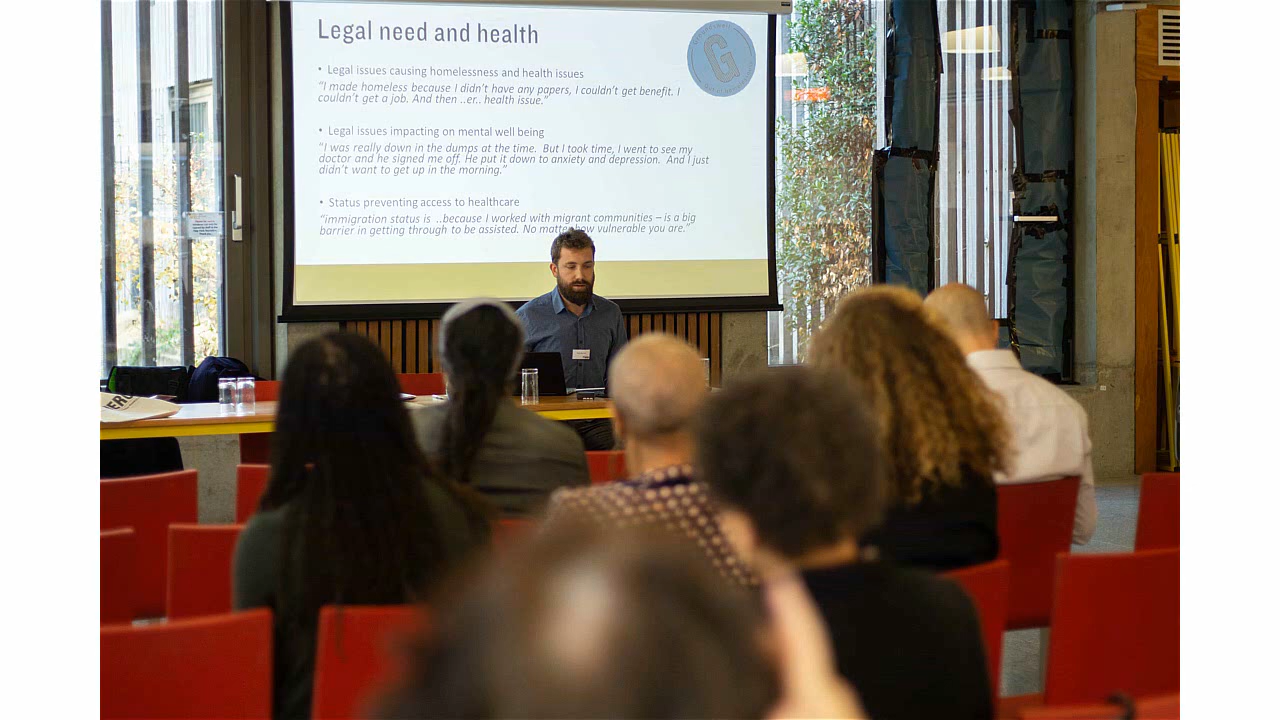 Legal need and health
G
• Legal issues causing homelessness and health issues
“I made homeless because I didn’t have any papers, I couldn’t get benefit. I
couldn’t get a job. And then ..er.. health issue.”
• Legal issues impacting on mental well being
“I was really down in the dumps at the time. But I took time, I went to see my
doctor and he signed me off. He put it down to anxiety and depression. And I just
didn’t want to get up in the morning.”
• Status preventing access to healthcare
“immigration status is ..because I worked with migrant communities – is a big
barrier in getting through to be assisted. No matter how vulnerable you are.”